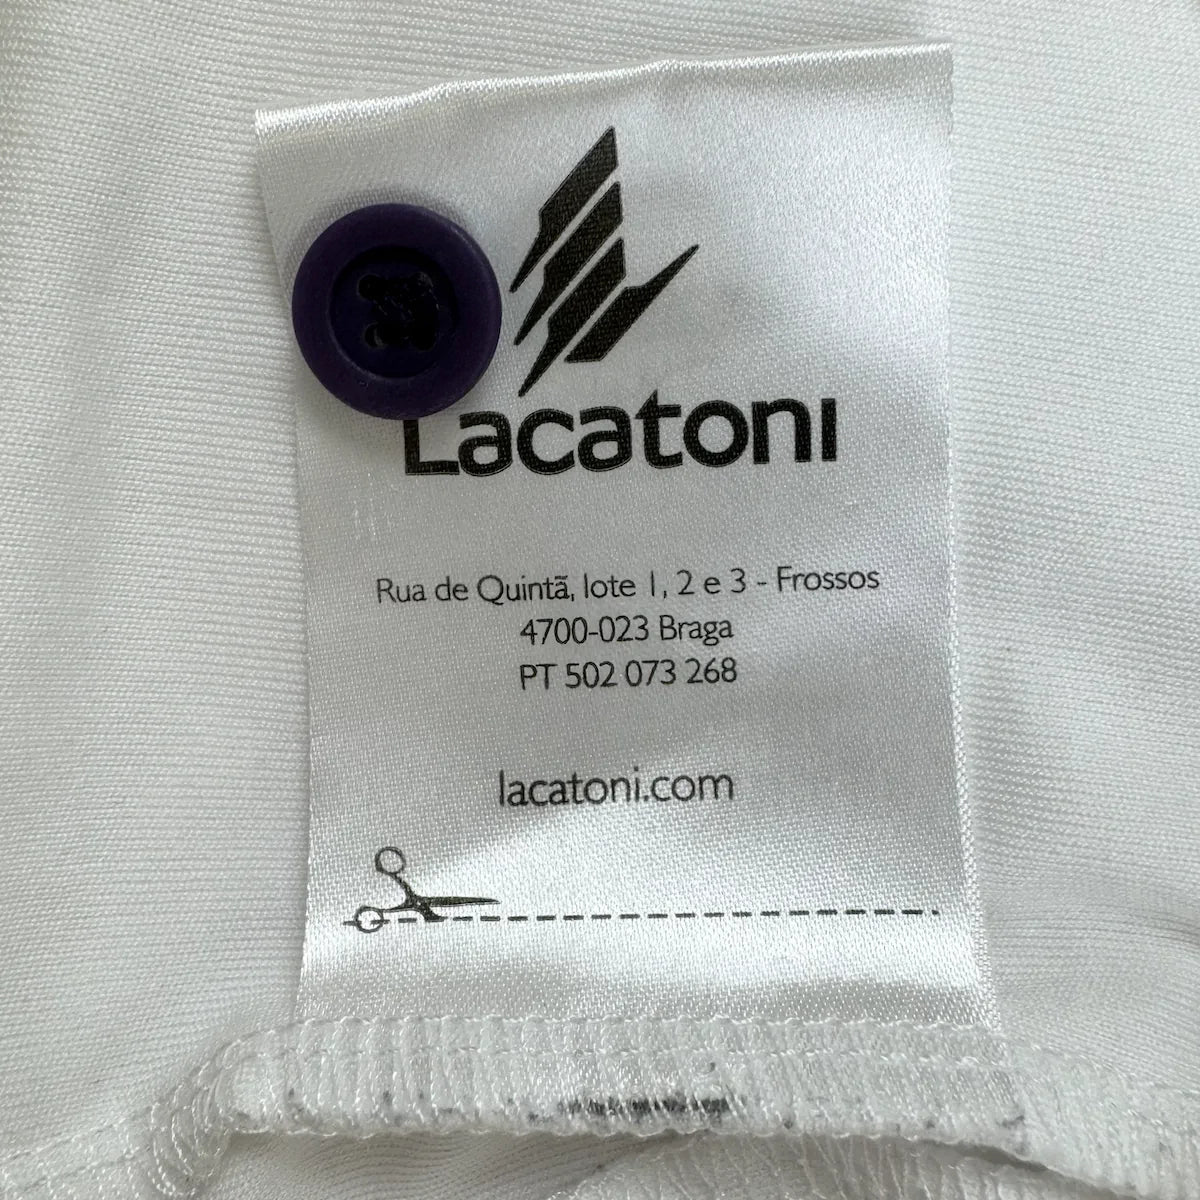 Lacatoni
Rua de Quintã, lote 1, 2 e 3 - Frossos
4700-023 Braga
PT 502 073 268
lacatoni.com